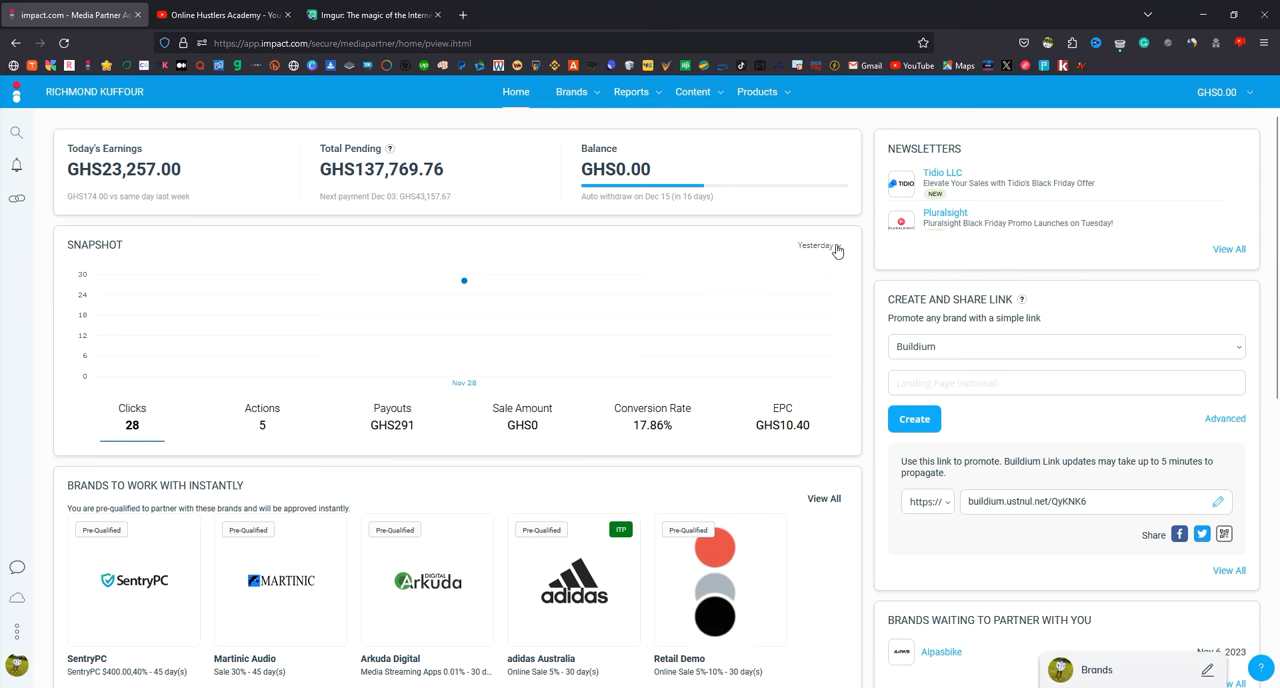 impact.com - Media Partner A
Online Hustlers Academy - You
Imgur: The magic of the Intern
https://app.impact.com/secure/mediapartner/home/pview.ihtml
Gmail
YouTube
Maps
RICHMOND KUFFOUR
Home
Brands
Reports
Content
Products
GHS0.00
Today's Earnings
GHS23,257.00
GHS174.00 vs same day last week
Total Pending ?
GHS137,769.76
Next payment Dec 03: GHS43,157.67
Balance
GHS0.00
Auto withdraw on Dec 15 (in 16 days)
SNAPSHOT
Yesterday
30
24
18
12
6
0
Nov 28
Clicks
28
Actions
5
Payouts
GHS291
Sale Amount
GHS0
Conversion Rate
17.86%
EPC
GHS10.40
BRANDS TO WORK WITH INSTANTLY
View All
You are pre-qualified to partner with these brands and will be approved instantly.
Pre-Qualified
SentryPC
SentryPC
SentryPC $400.00,40% - 45 day(s)
Pre-Qualified
MARTINIC
Martinic Audio
Sale 30% - 45 day(s)
Pre-Qualified
DIGITAL
Arkuda
Arkuda Digital
Media Streaming Apps 0.01% - 30 d...
Pre-Qualified
ITP
adidas
adidas Australia
Online Sale 5% - 30 day(s)
Pre-Qualified
Retail Demo
Online Sale 5%-10% - 30 day(s)
NEWSLETTERS
TIDIO
Tidio LLC
Elevate Your Sales with Tidio's Black Friday Offer
NEW
PLURALSIGHT
Pluralsight
Pluralsight Black Friday Promo Launches on Tuesday!
View All
CREATE AND SHARE LINK ?
Promote any brand with a simple link
Buildium
Landing Page (optional)
Create
Advanced
Use this link to promote. Buildium Link updates may take up to 5 minutes to
propagate.
https://
buildium.ustnul.net/QyKNK6
Share
View All
BRANDS WAITING TO PARTNER WITH YOU
AIPAS
Aipasbike
Nov 6, 2023
Brands
?